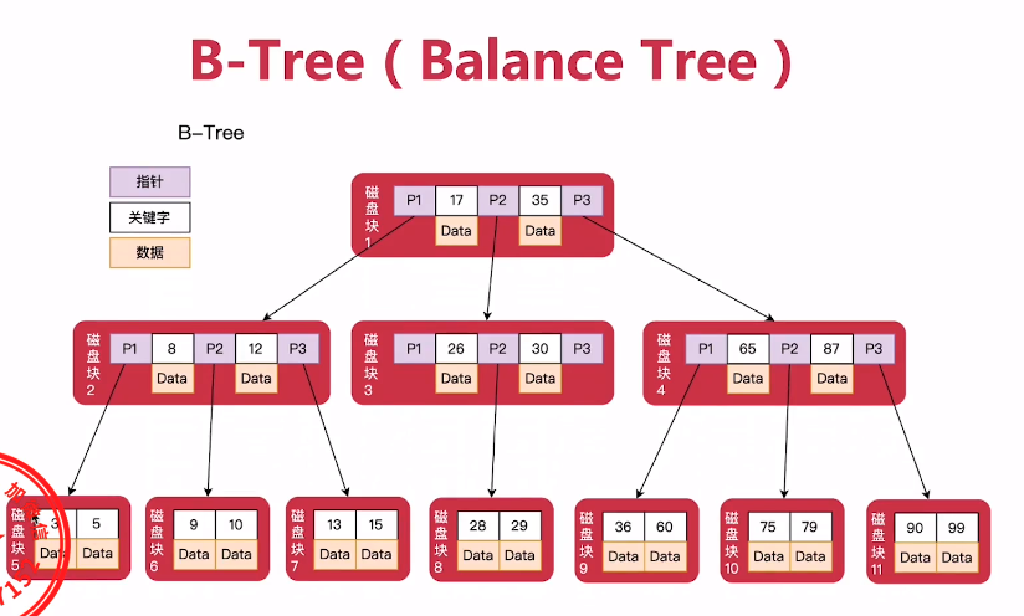 B-Tree ( Balance Tree )
B-Tree
指针
关键字
数据
磁盘块1
P1 17 P2 35 P3
Data Data
磁盘块2
P1 8 P2 12 P3
Data Data
磁盘块3
P1 26 P2 30 P3
Data Data
磁盘块4
P1 65 P2 87 P3
Data Data
磁盘块5
3 5
Data Data
磁盘块6
9 10
Data Data
磁盘块7
13 15
Data Data
磁盘块8
28 29
Data Data
磁盘块9
36 60
Data Data
磁盘块10
75 79
Data Data
磁盘块11
90 99
Data Data